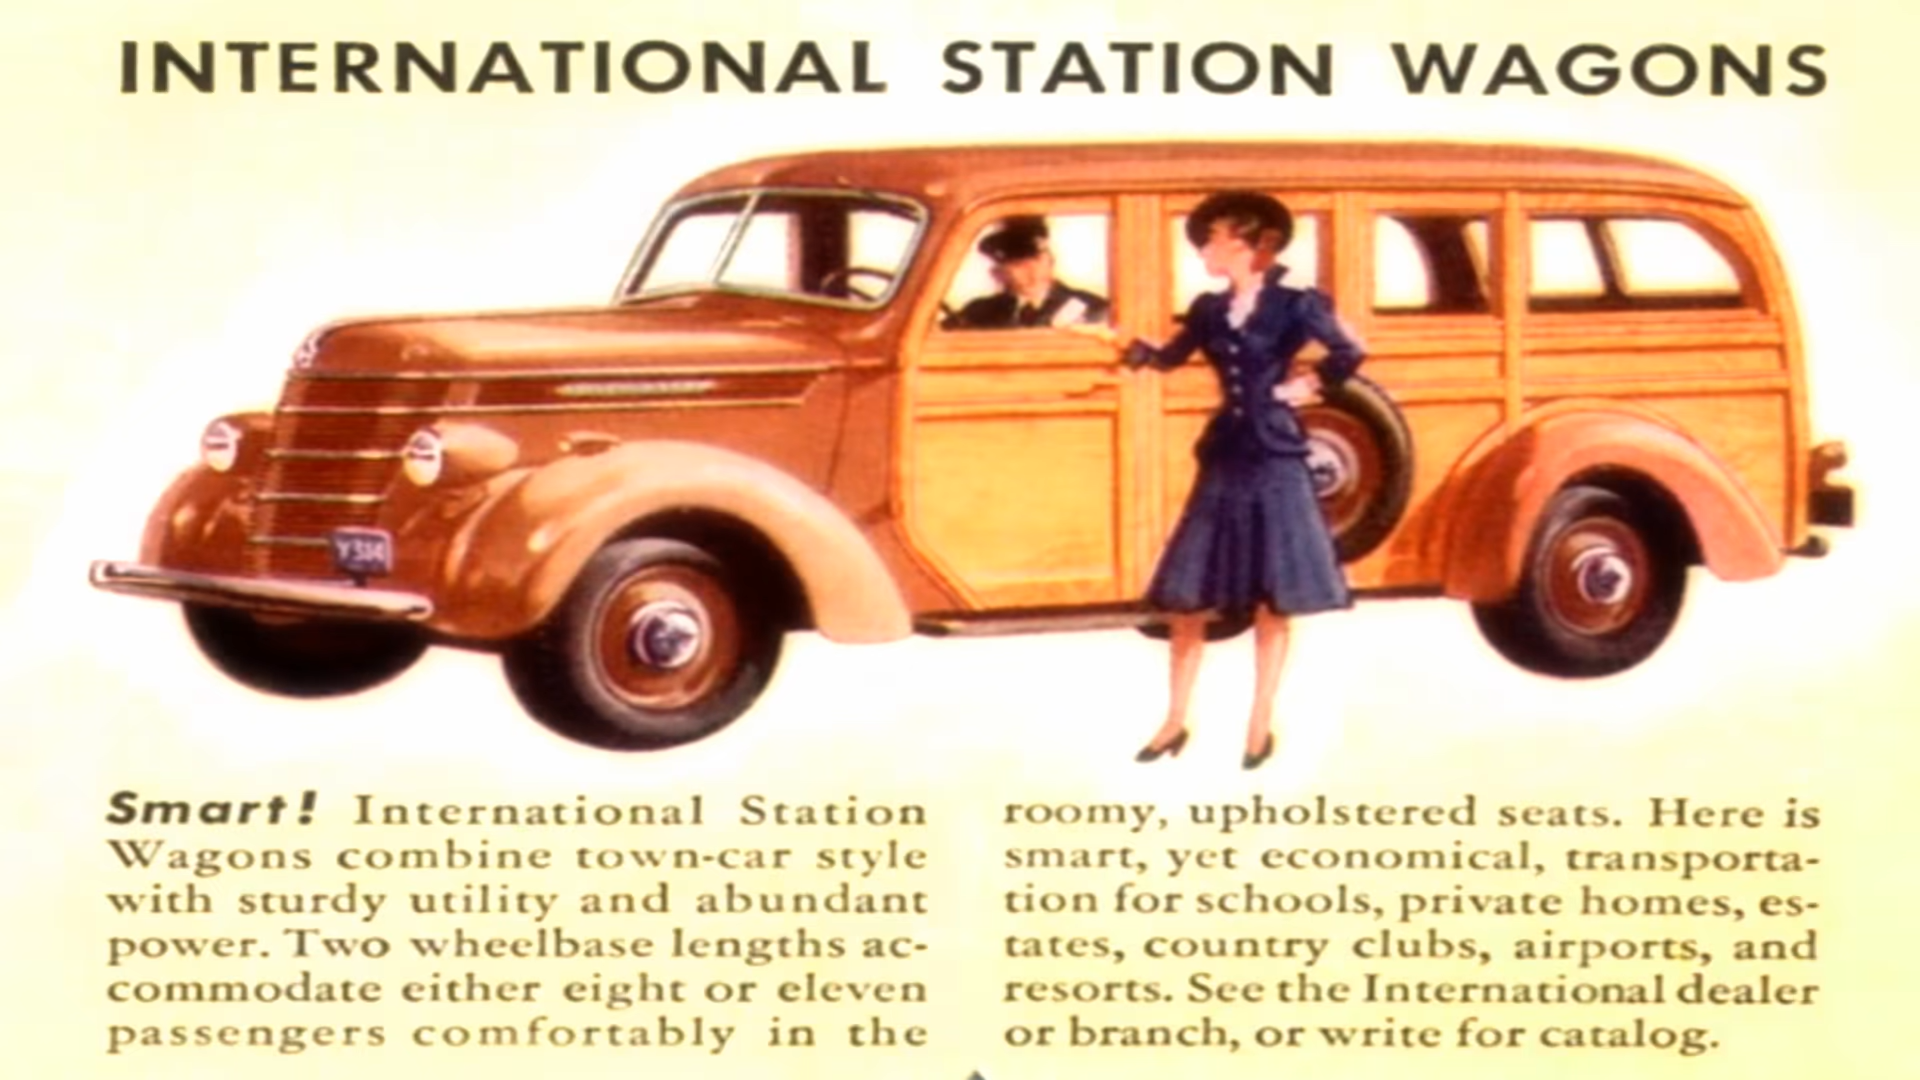 INTERNATIONAL STATION WAGONS
Smart! International Station
Wagons combine town-car style
with sturdy utility and abundant
power. Two wheelbase lengths ac-
commodate either eight or eleven
passengers comfortably in the
roomy, upholstered seats. Here is
smart, yet economical, transporta-
tion for schools, private homes, es-
tates, country clubs, airports, and
resorts. See the International dealer
or branch, or write for catalog.